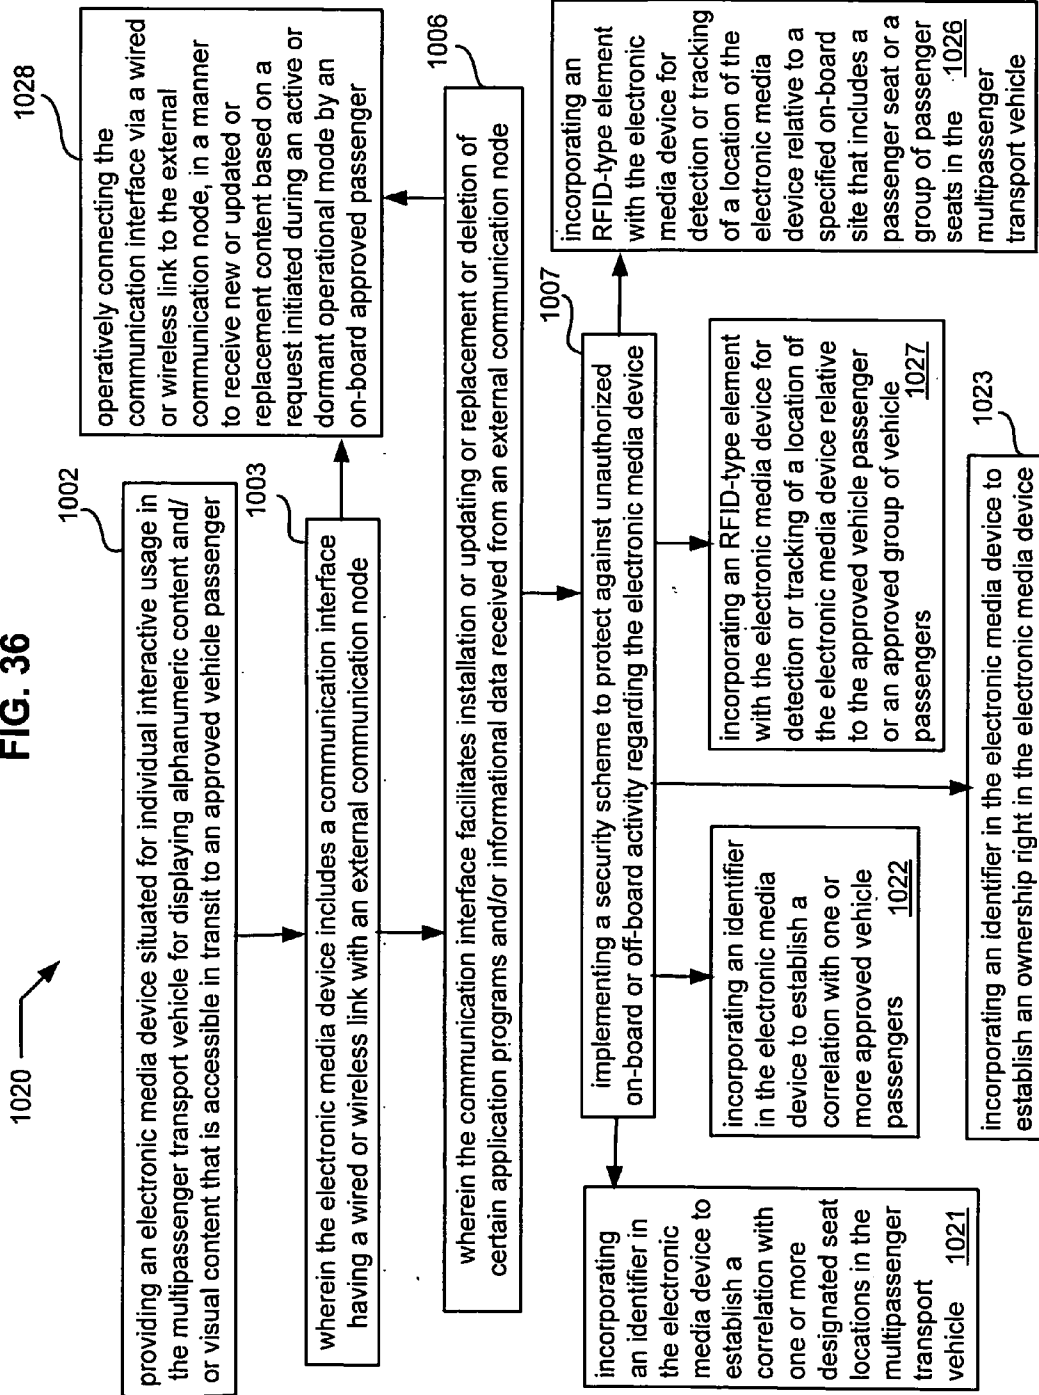 FIG. 36
1020
1002
providing an electronic media device situated for individual interactive usage in
the multipassenger transport vehicle for displaying alphanumeric content and/
or visual content that is accessible in transit to an approved vehicle passenger
1003
wherein the electronic media device includes a communication interface
having a wired or wireless link with an external communication node
1028
operatively connecting the
communication interface via a wired
or wireless link to the external
communication node, in a manner
to receive new or updated or
replacement content based on a
request initiated during an active or
dormant operational mode by an
on-board approved passenger
1006
wherein the communication interface facilitates installation or updating or replacement or deletion of
certain application programs and/or informational data received from an external communication node
1007
implementing a security scheme to protect against unauthorized
on-board or off-board activity regarding the electronic media device
incorporating
an identifier in
the electronic
media device to
establish a
correlation with
one or more
designated seat
locations in the
multipassenger
transport
vehicle 1021
incorporating an identifier
in the electronic media
device to establish a
correlation with one or
more approved vehicle
passengers 1022
incorporating an RFID-type element
with the electronic media device for
detection or tracking of a location of
the electronic media device relative
to the approved vehicle passenger
or an approved group of vehicle
passengers 1027
incorporating an
RFID-type element
with the electronic
media device for
detection or tracking
of a location of the
electronic media
device relative to a
specified on-board
site that includes a
passenger seat or a
group of passenger
seats in the 1026
multipassenger
transport vehicle
1023
incorporating an identifier in the electronic media device to
establish an ownership right in the electronic media device